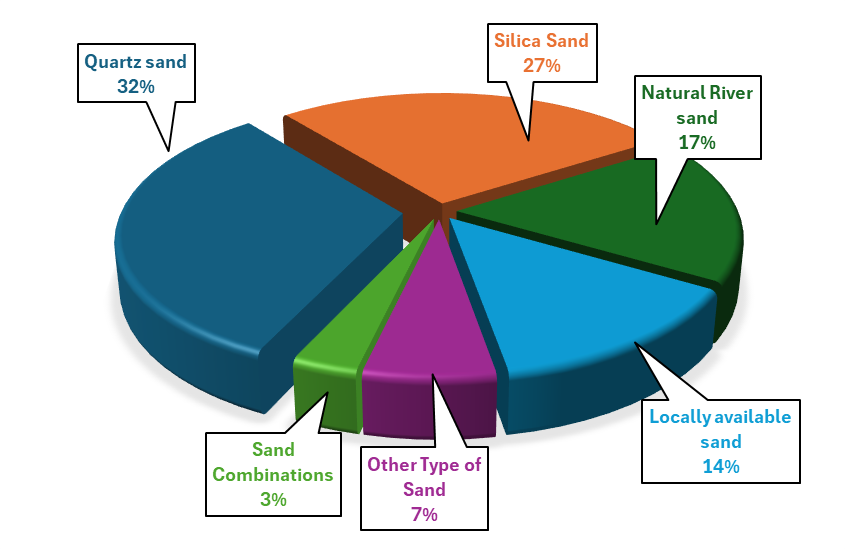 Quartz sand
32%
Silica Sand
27%
Natural River
sand
17%
Locally available
sand
14%
Other Type of
Sand
7%
Sand
Combinations
3%